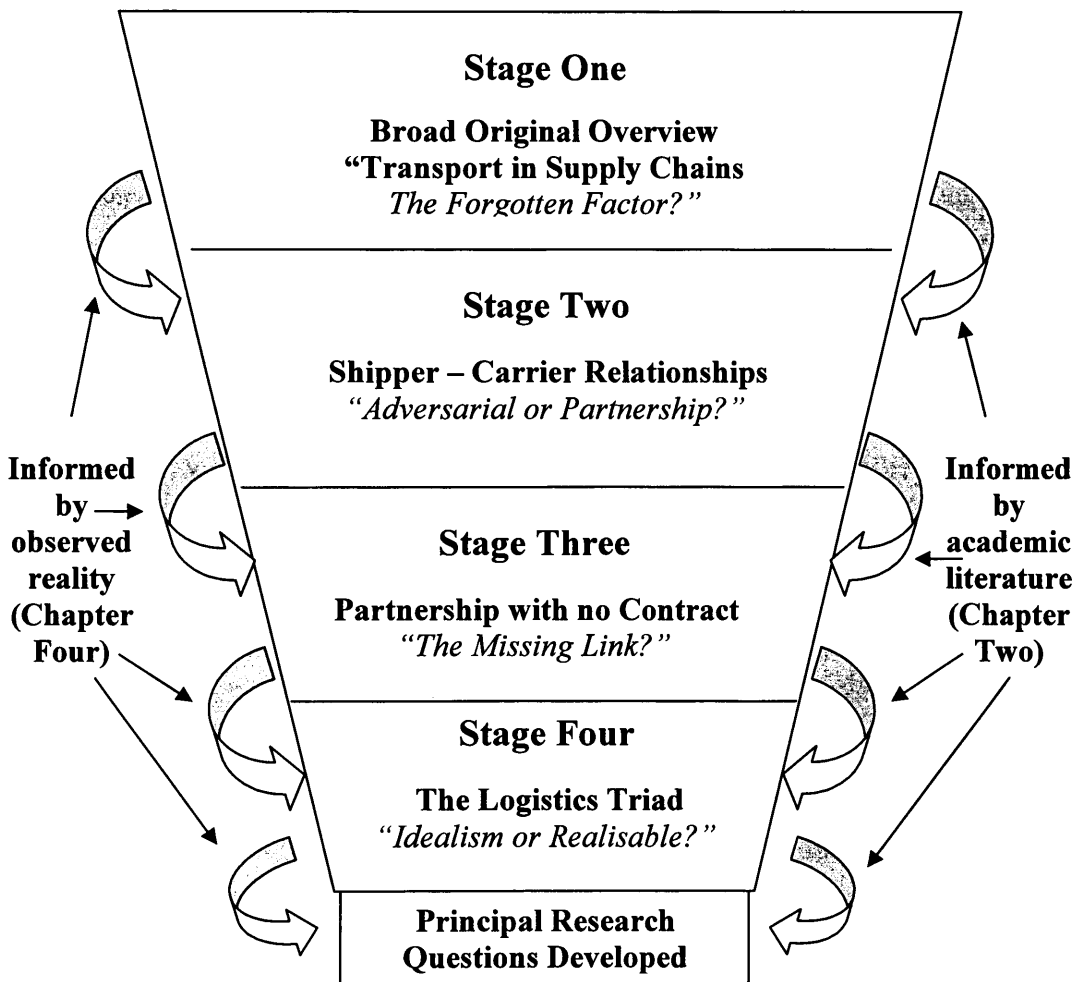 Stage One
Broad Original Overview
“Transport in Supply Chains
The Forgotten Factor?”
Stage Two
Shipper – Carrier Relationships
“Adversarial or Partnership?”
Informed
by
observed
reality
(Chapter
Four)
Stage Three
Partnership with no Contract
“The Missing Link?”
Informed
by
academic
literature
(Chapter
Two)
Stage Four
The Logistics Triad
“Idealism or Realisable?”
Principal Research
Questions Developed